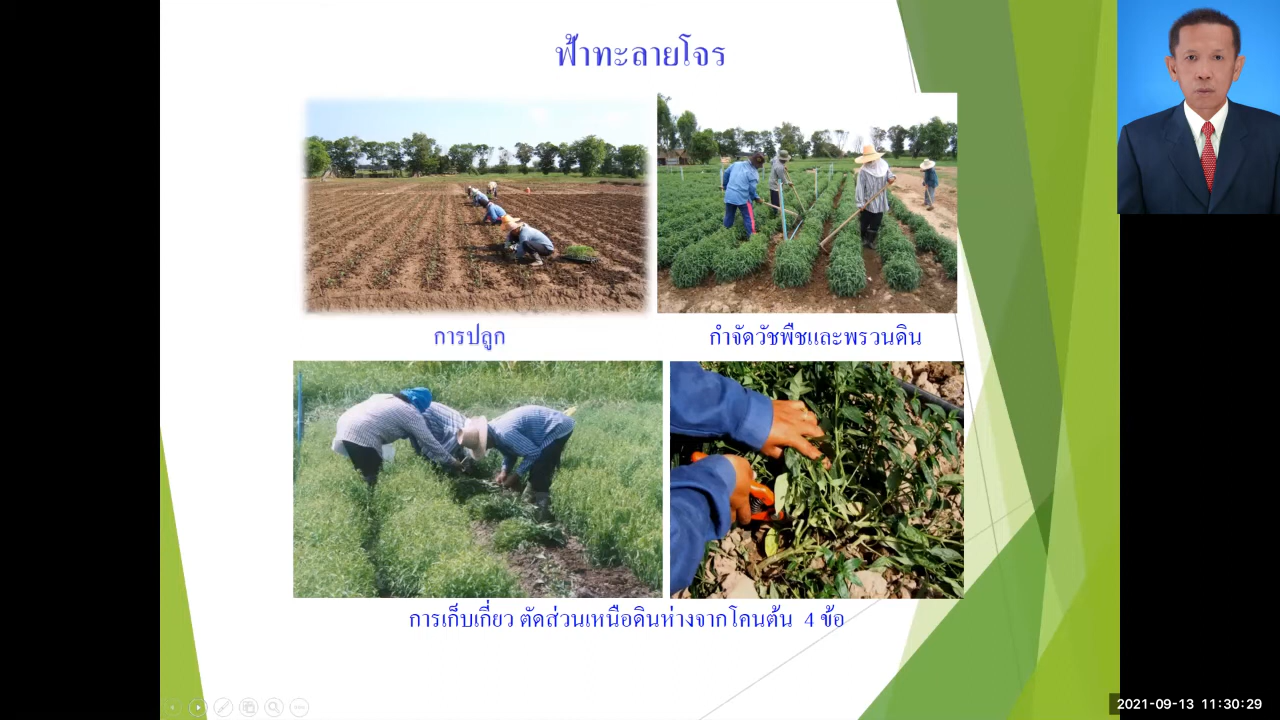 ฟ้าทะลายโจร
การปลูก
กำจัดวัชพืชและพรวนดิน
การเก็บเกี่ยว ตัดส่วนเหนือดินห่างจากโคนต้น 4 ข้อ
2021-09-13 11:30:29